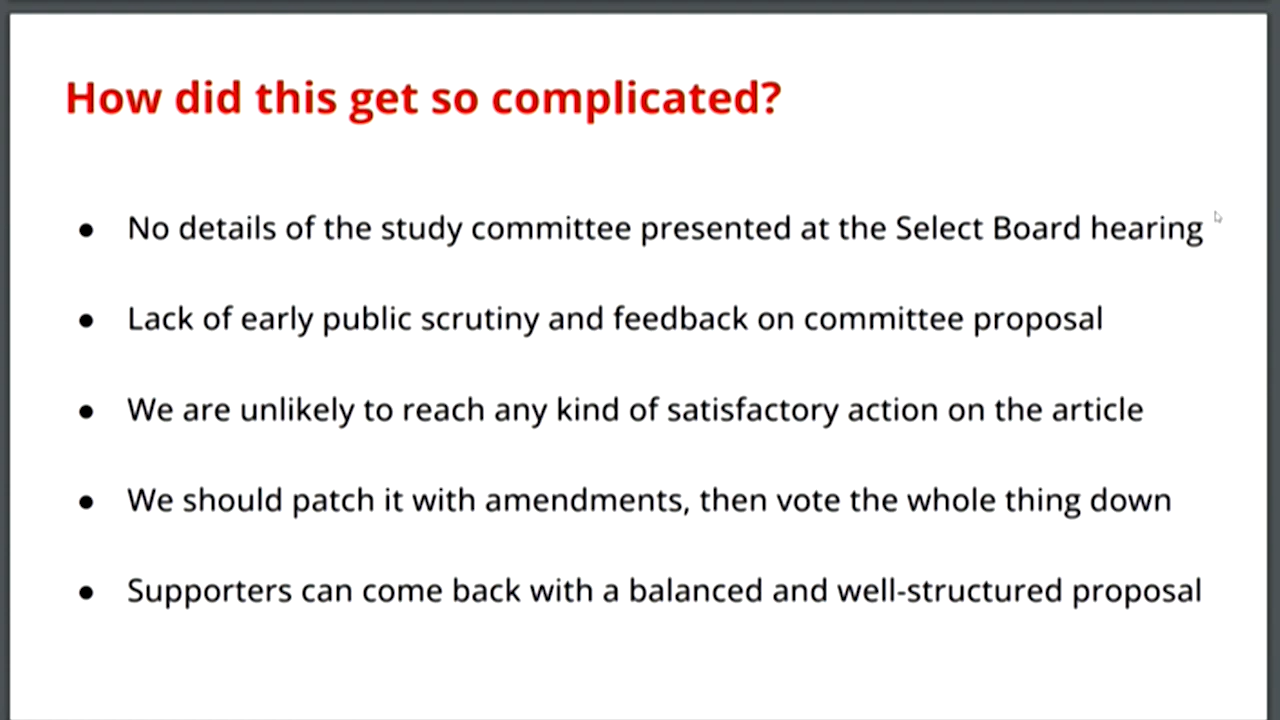 How did this get so complicated?
● No details of the study committee presented at the Select Board hearing
● Lack of early public scrutiny and feedback on committee proposal
● We are unlikely to reach any kind of satisfactory action on the article
● We should patch it with amendments, then vote the whole thing down
● Supporters can come back with a balanced and well-structured proposal